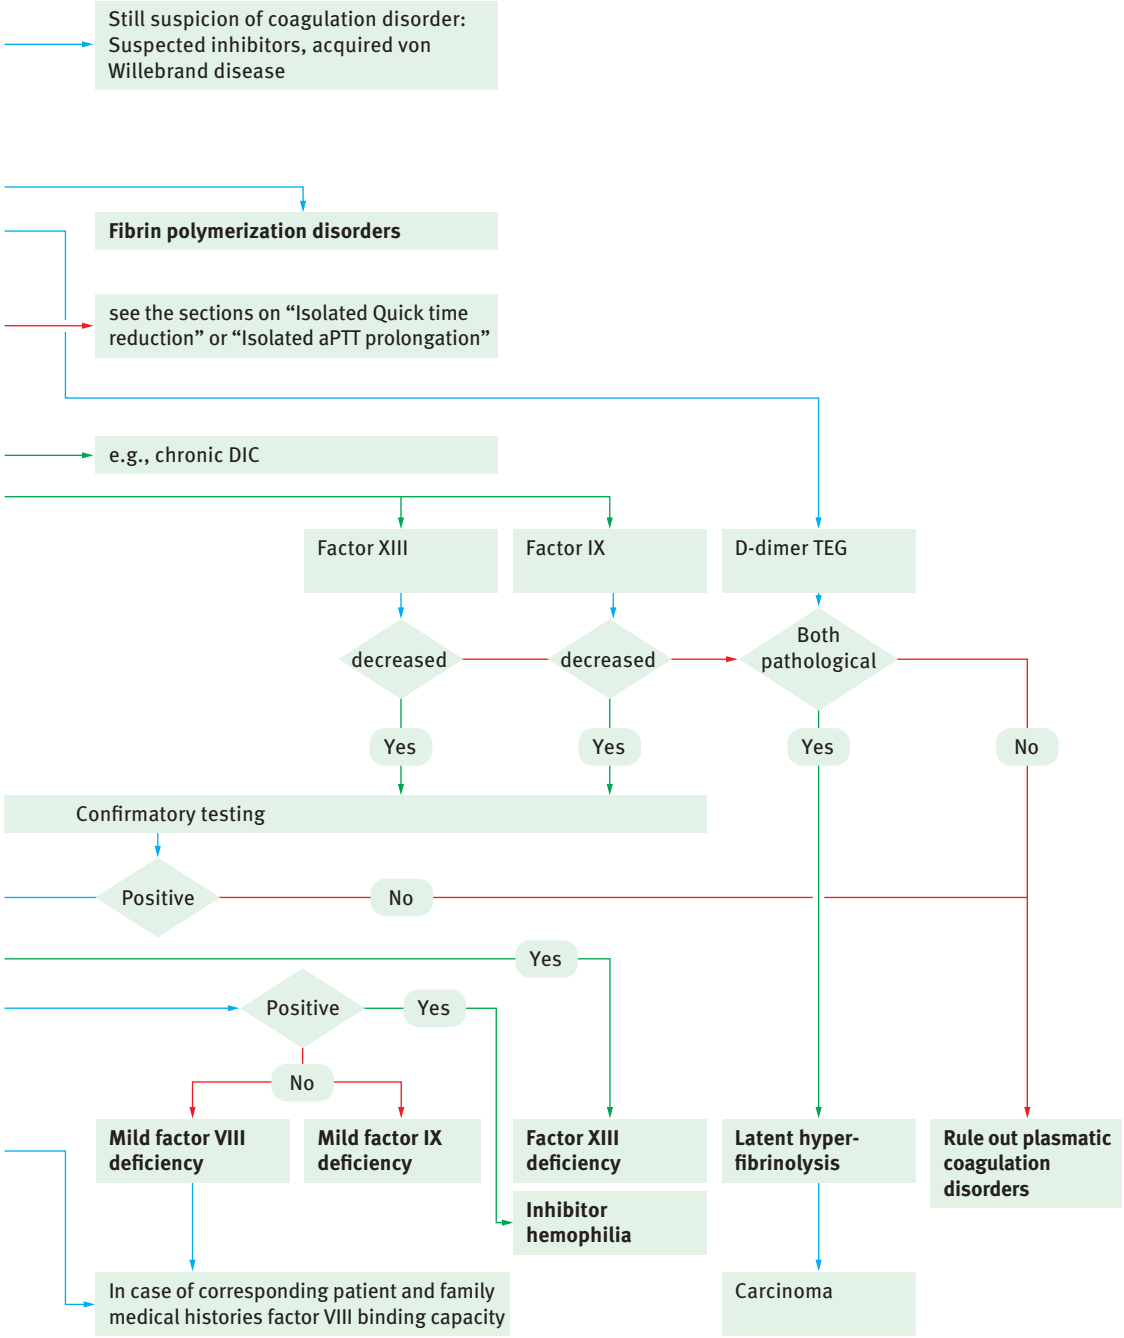 Still suspicion of coagulation disorder:
Suspected inhibitors, acquired von
Willebrand disease
Fibrin polymerization disorders
see the sections on “Isolated Quick time
reduction” or “Isolated aPTT prolongation”
e.g., chronic DIC
Factor XIII
Factor IX
D-dimer TEG
decreased
decreased
Both
pathological
Yes
Yes
Yes
No
Confirmatory testing
Positive
No
Yes
Positive
Yes
No
Mild factor VIII
deficiency
Mild factor IX
deficiency
Factor XIII
deficiency
Latent hyper-
fibrinolysis
Rule out plasmatic
coagulation
disorders
Inhibitor
hemophilia
In case of corresponding patient and family
medical histories factor VIII binding capacity
Carcinoma